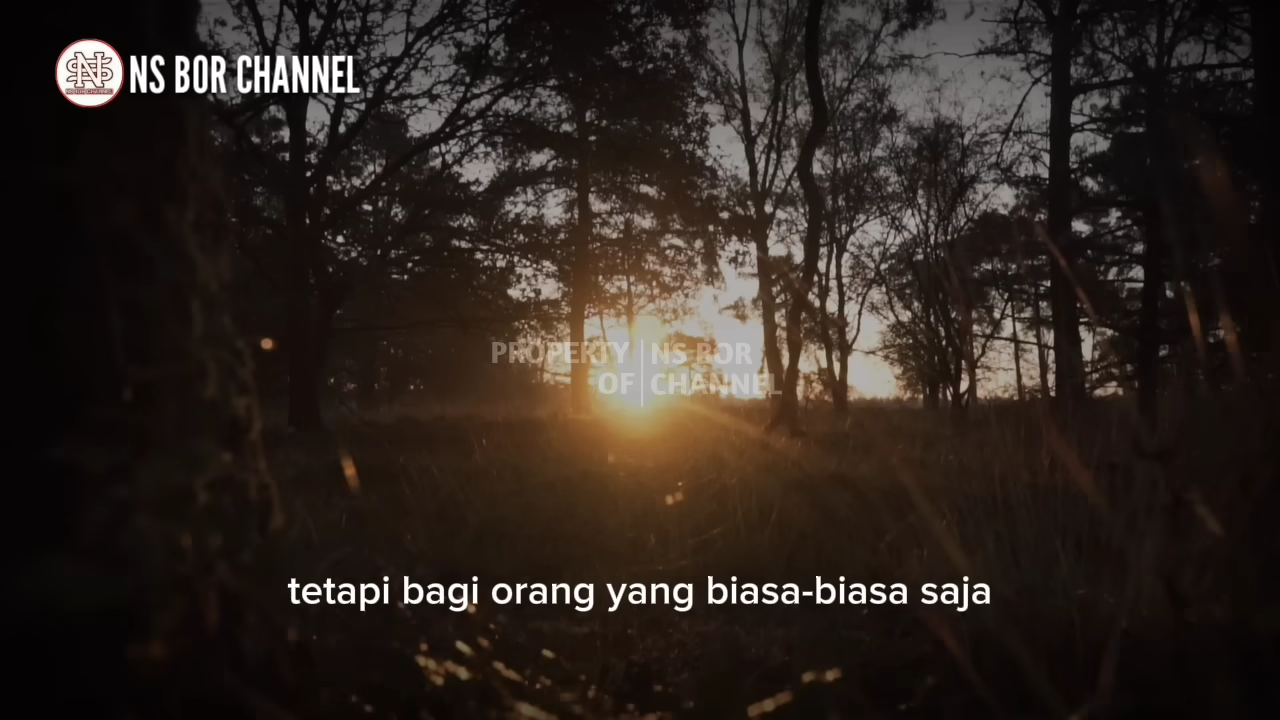 NS BOR CHANNEL
PROPERTY OF | NS BOR CHANNEL
tetapi bagi orang yang biasa-biasa saja